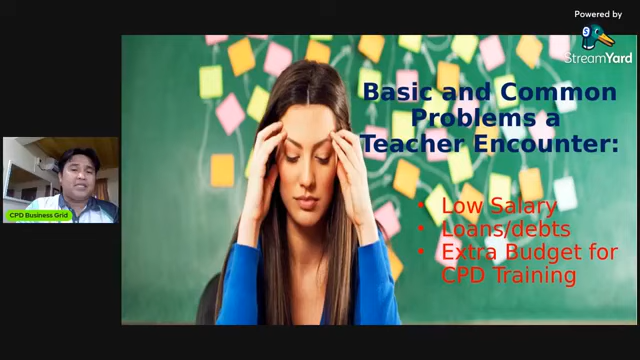 Powered by
StreamYard
Basic and Common
Problems a
Teacher Encounter:
• Low Salary
• Loans/debts
• Extra Budget for
CPD Training
CPD Business Grid